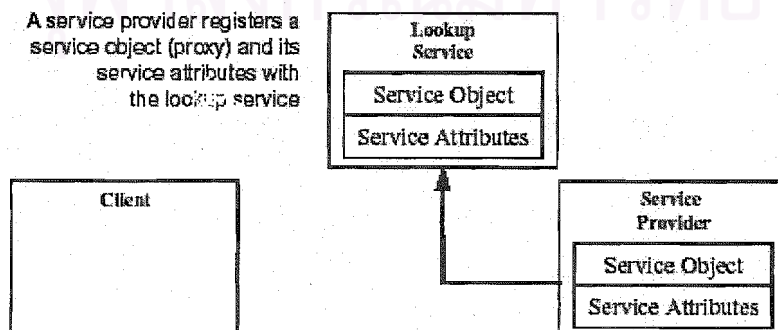 A service provider registers a
service object (proxy) and its
service attributes with
the lookup service
Lookup
Service
Service Object
Service Attributes
Client
Service
Provider
Service Object
Service Attributes